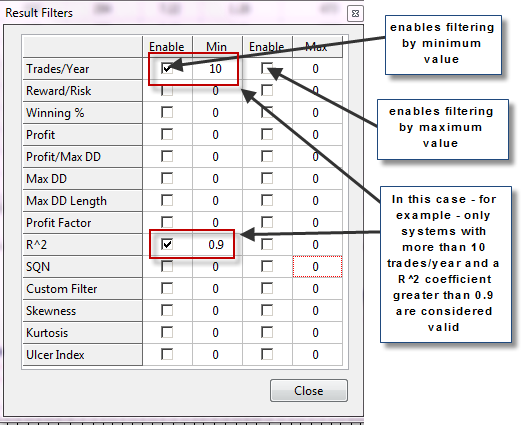 Result Filters
Enable Min Enable Max
Trades/Year 10 0
Reward/Risk 0 0
Winning % 0 0
Profit 0 0
Profit/Max DD 0 0
Max DD 0 0
Max DD Length 0 0
Profit Factor 0 0
R^2 0.9 0
SQN 0 0
Custom Filter 0 0
Skewness 0 0
Kurtosis 0 0
Ulcer Index 0 0
Close
enables filtering
by minimum
value
enables filtering
by maximum
value
In this case - for
example - only
systems with
more than 10
trades/year and a
R^2 coefficient
greater than 0.9
are considered
valid